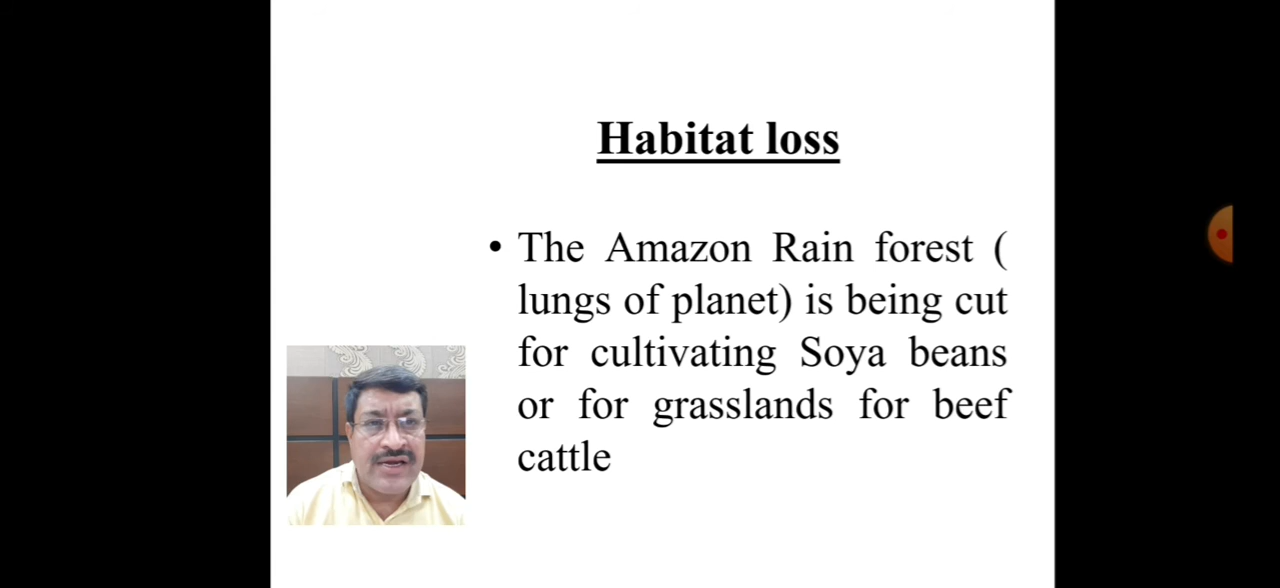 Habitat loss
• The Amazon Rain forest (
lungs of planet) is being cut
for cultivating Soya beans
or for grasslands for beef
cattle